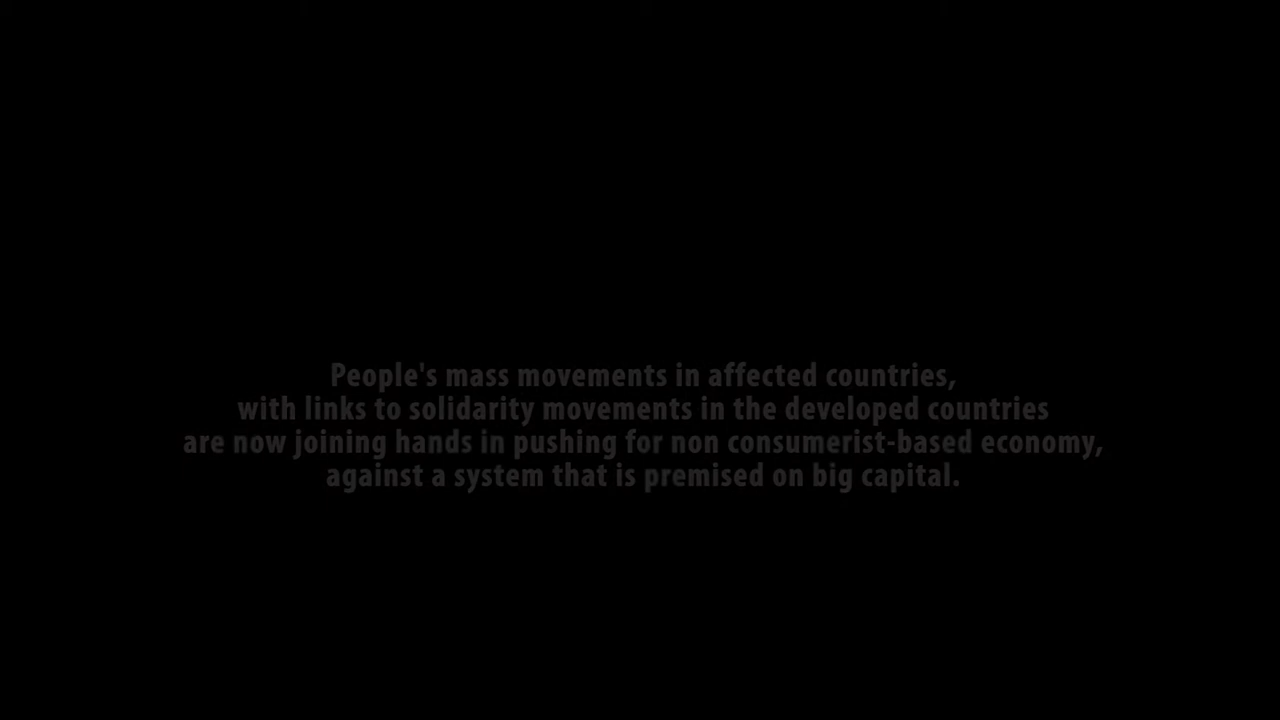 People's mass movements in affected countries,
with links to solidarity movements in the developed countries
are now joining hands in pushing for non consumerist-based economy,
against a system that is premised on big capital.